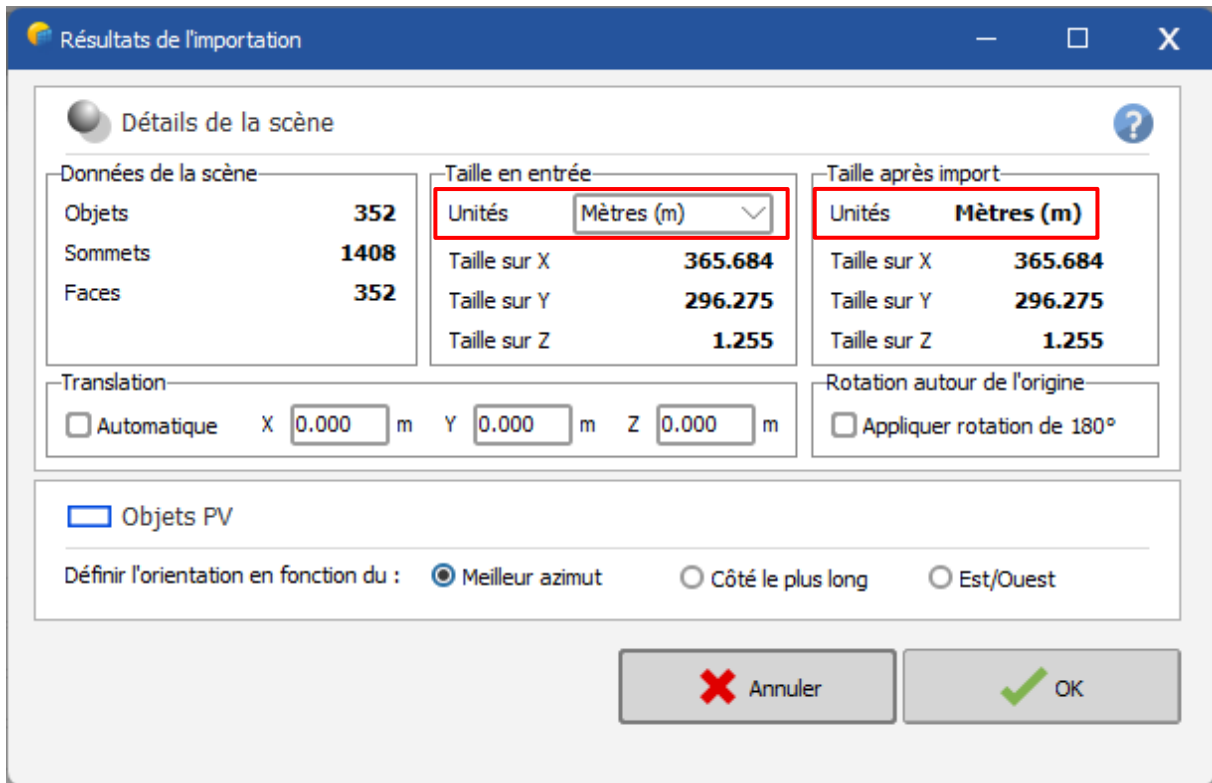 Résultats de l'importation
Détails de la scène
Données de la scène
Objets 352
Sommets 1408
Faces 352
Taille en entrée
Unités Mètres (m)
Taille sur X 365.684
Taille sur Y 296.275
Taille sur Z 1.255
Taille après import
Unités Mètres (m)
Taille sur X 365.684
Taille sur Y 296.275
Taille sur Z 1.255
Translation
Automatique X 0.000 m Y 0.000 m Z 0.000 m
Rotation autour de l'origine
Appliquer rotation de 180°
Objets PV
Définir l'orientation en fonction du : Meilleur azimut Côté le plus long Est/Ouest
Annuler OK